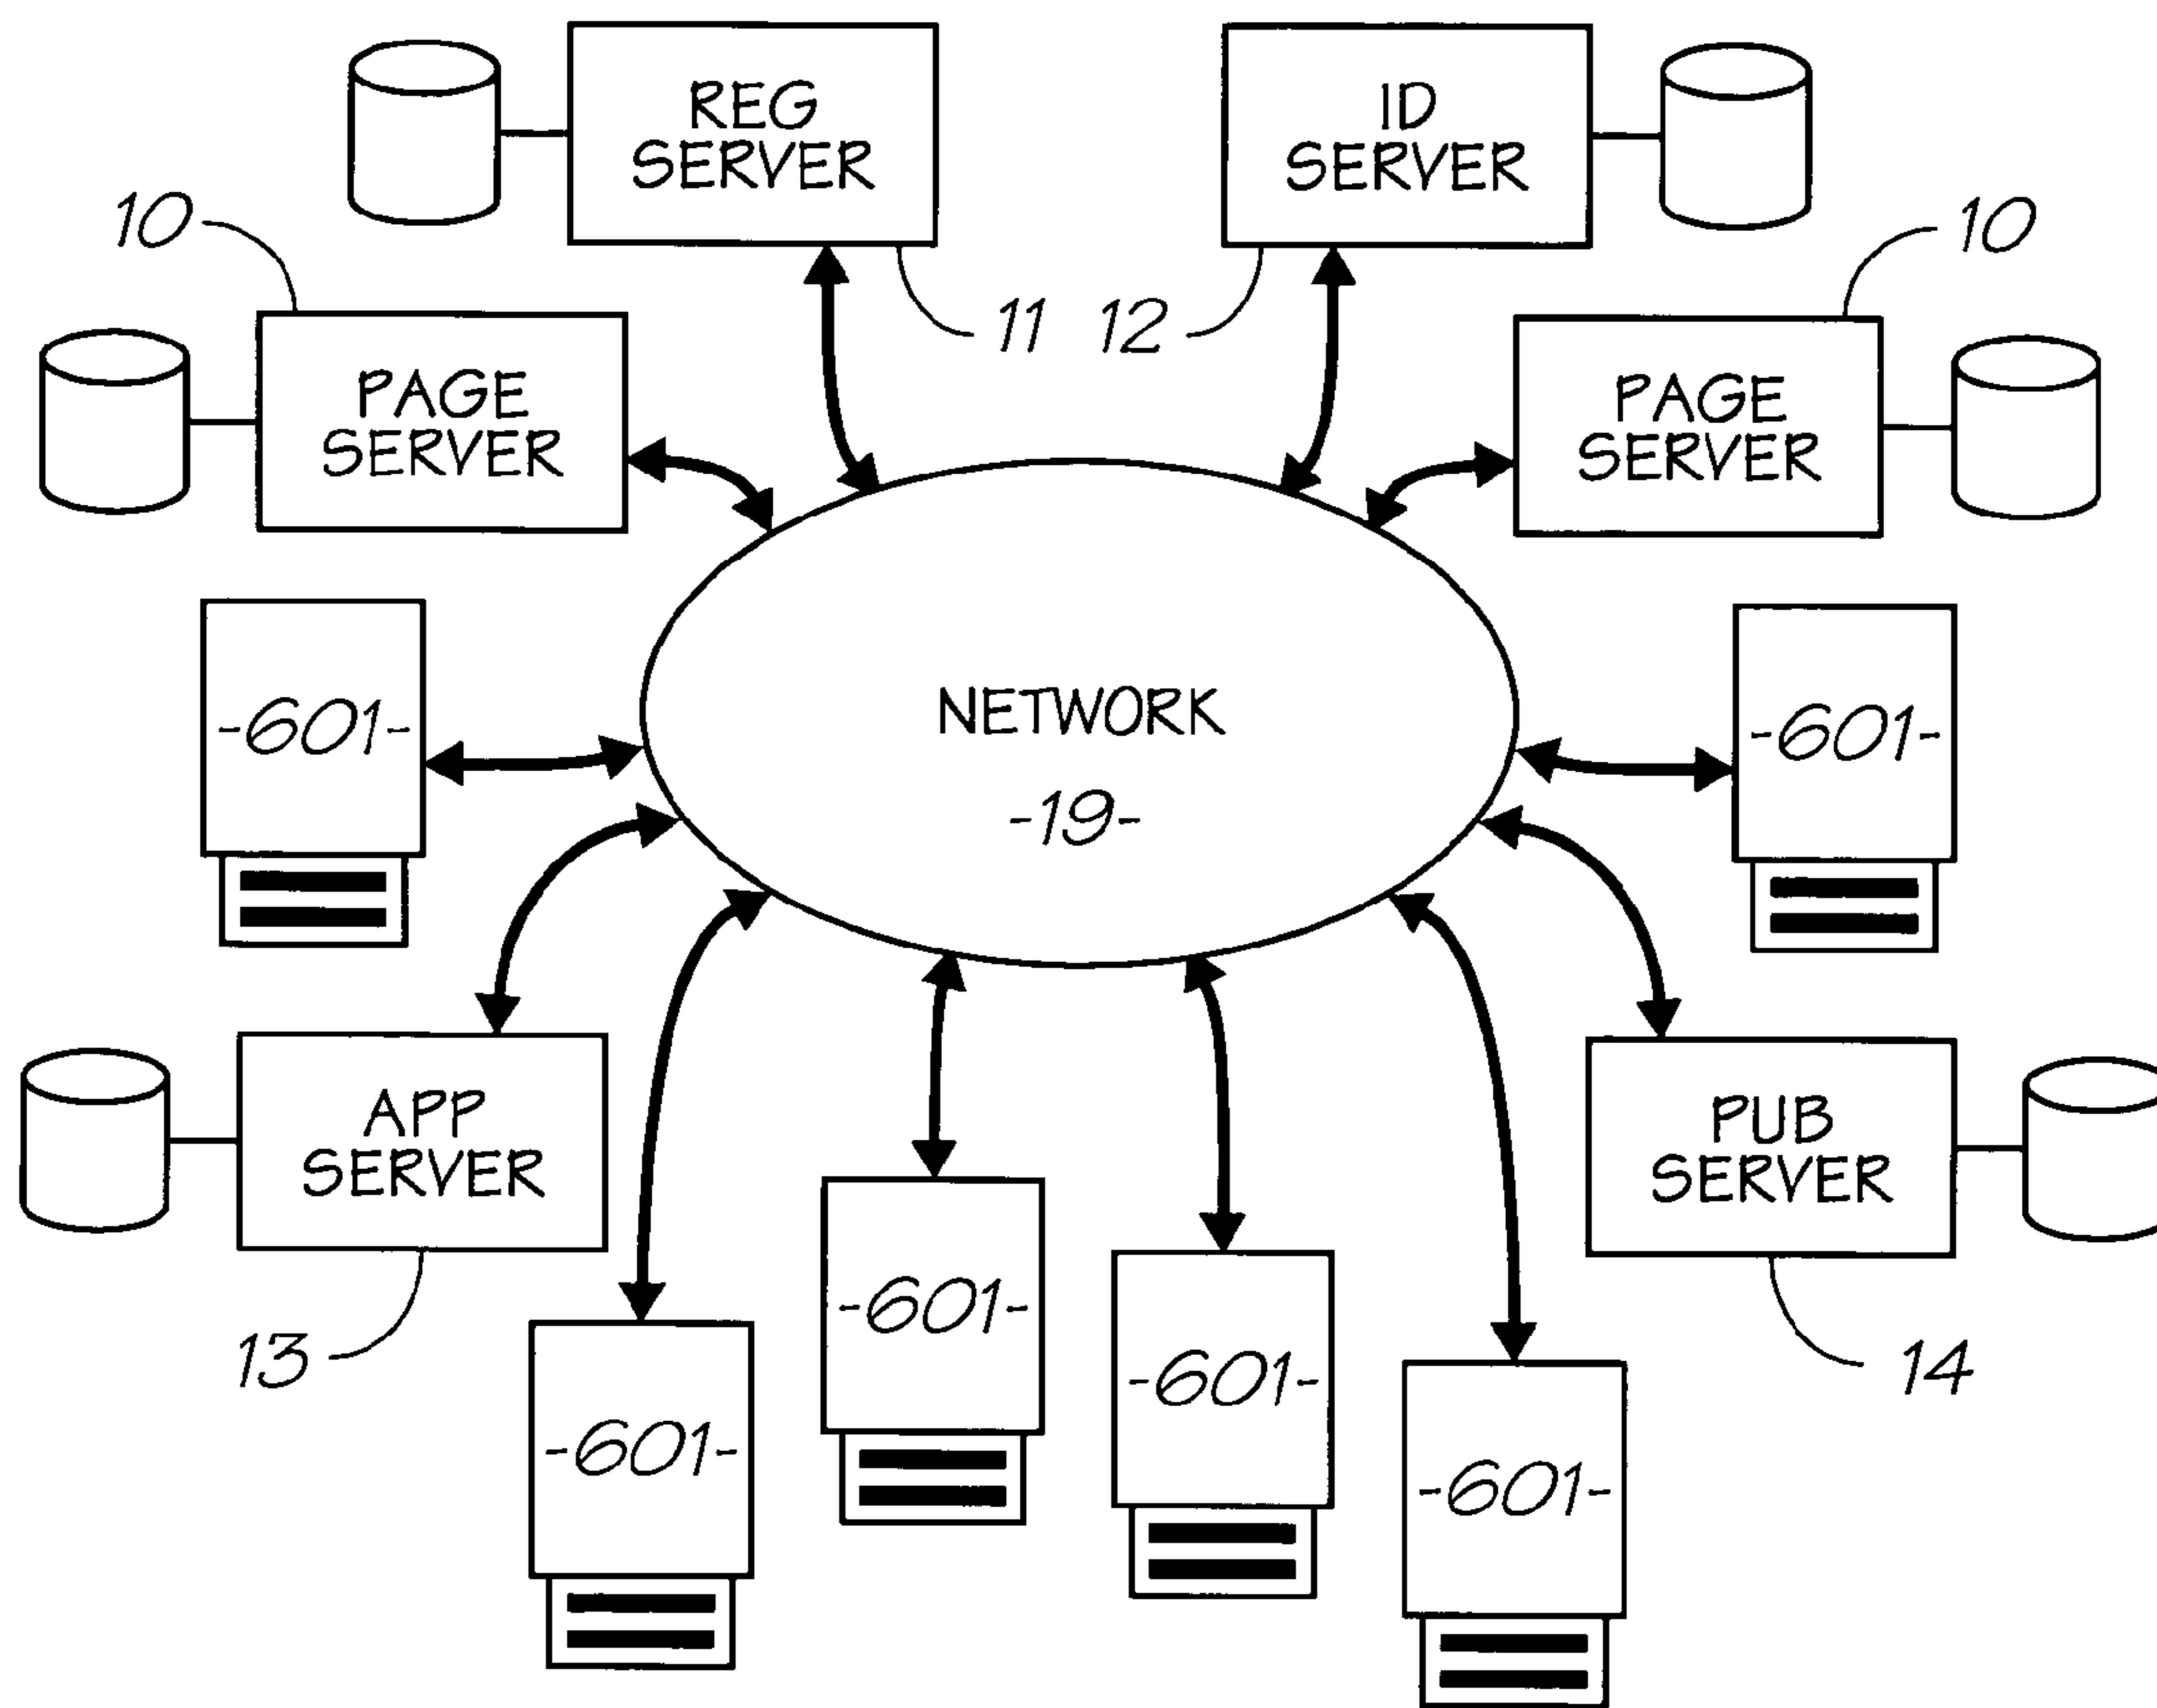 REG
SERVER
ID
SERVER
10
10
11
12
PAGE
SERVER
PAGE
SERVER
-601-
NETWORK
-19-
-601-
APP
SERVER
PUB
SERVER
13
14
-601-
-601-
-601-
-601-